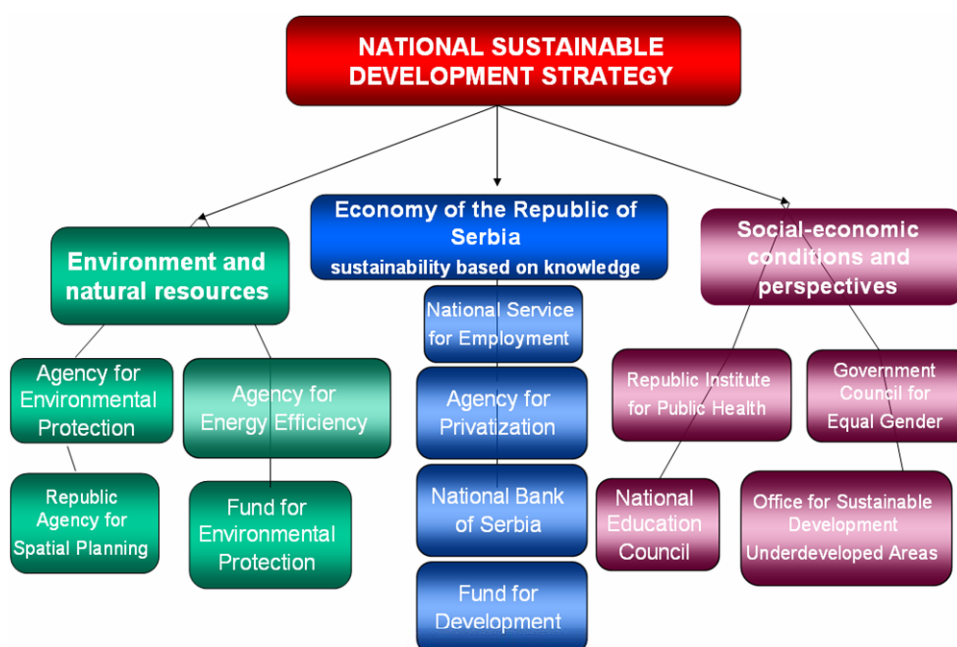 NATIONAL SUSTAINABLE
DEVELOPMENT STRATEGY
Environment and
natural resources
Economy of the Republic of
Serbia
sustainability based on knowledge
Social-economic
conditions and
perspectives
Agency for
Environmental
Protection
Agency for
Energy Efficiency
Republic
Agency for
Spatial Planning
Fund for
Environmental
Protection
National Service
for Employment
Agency for
Privatization
National Bank
of Serbia
Fund for
Development
Republic Institute
for Public Health
Government
Council for
Equal Gender
National
Education
Council
Office for Sustainable
Development
Underdeveloped Areas